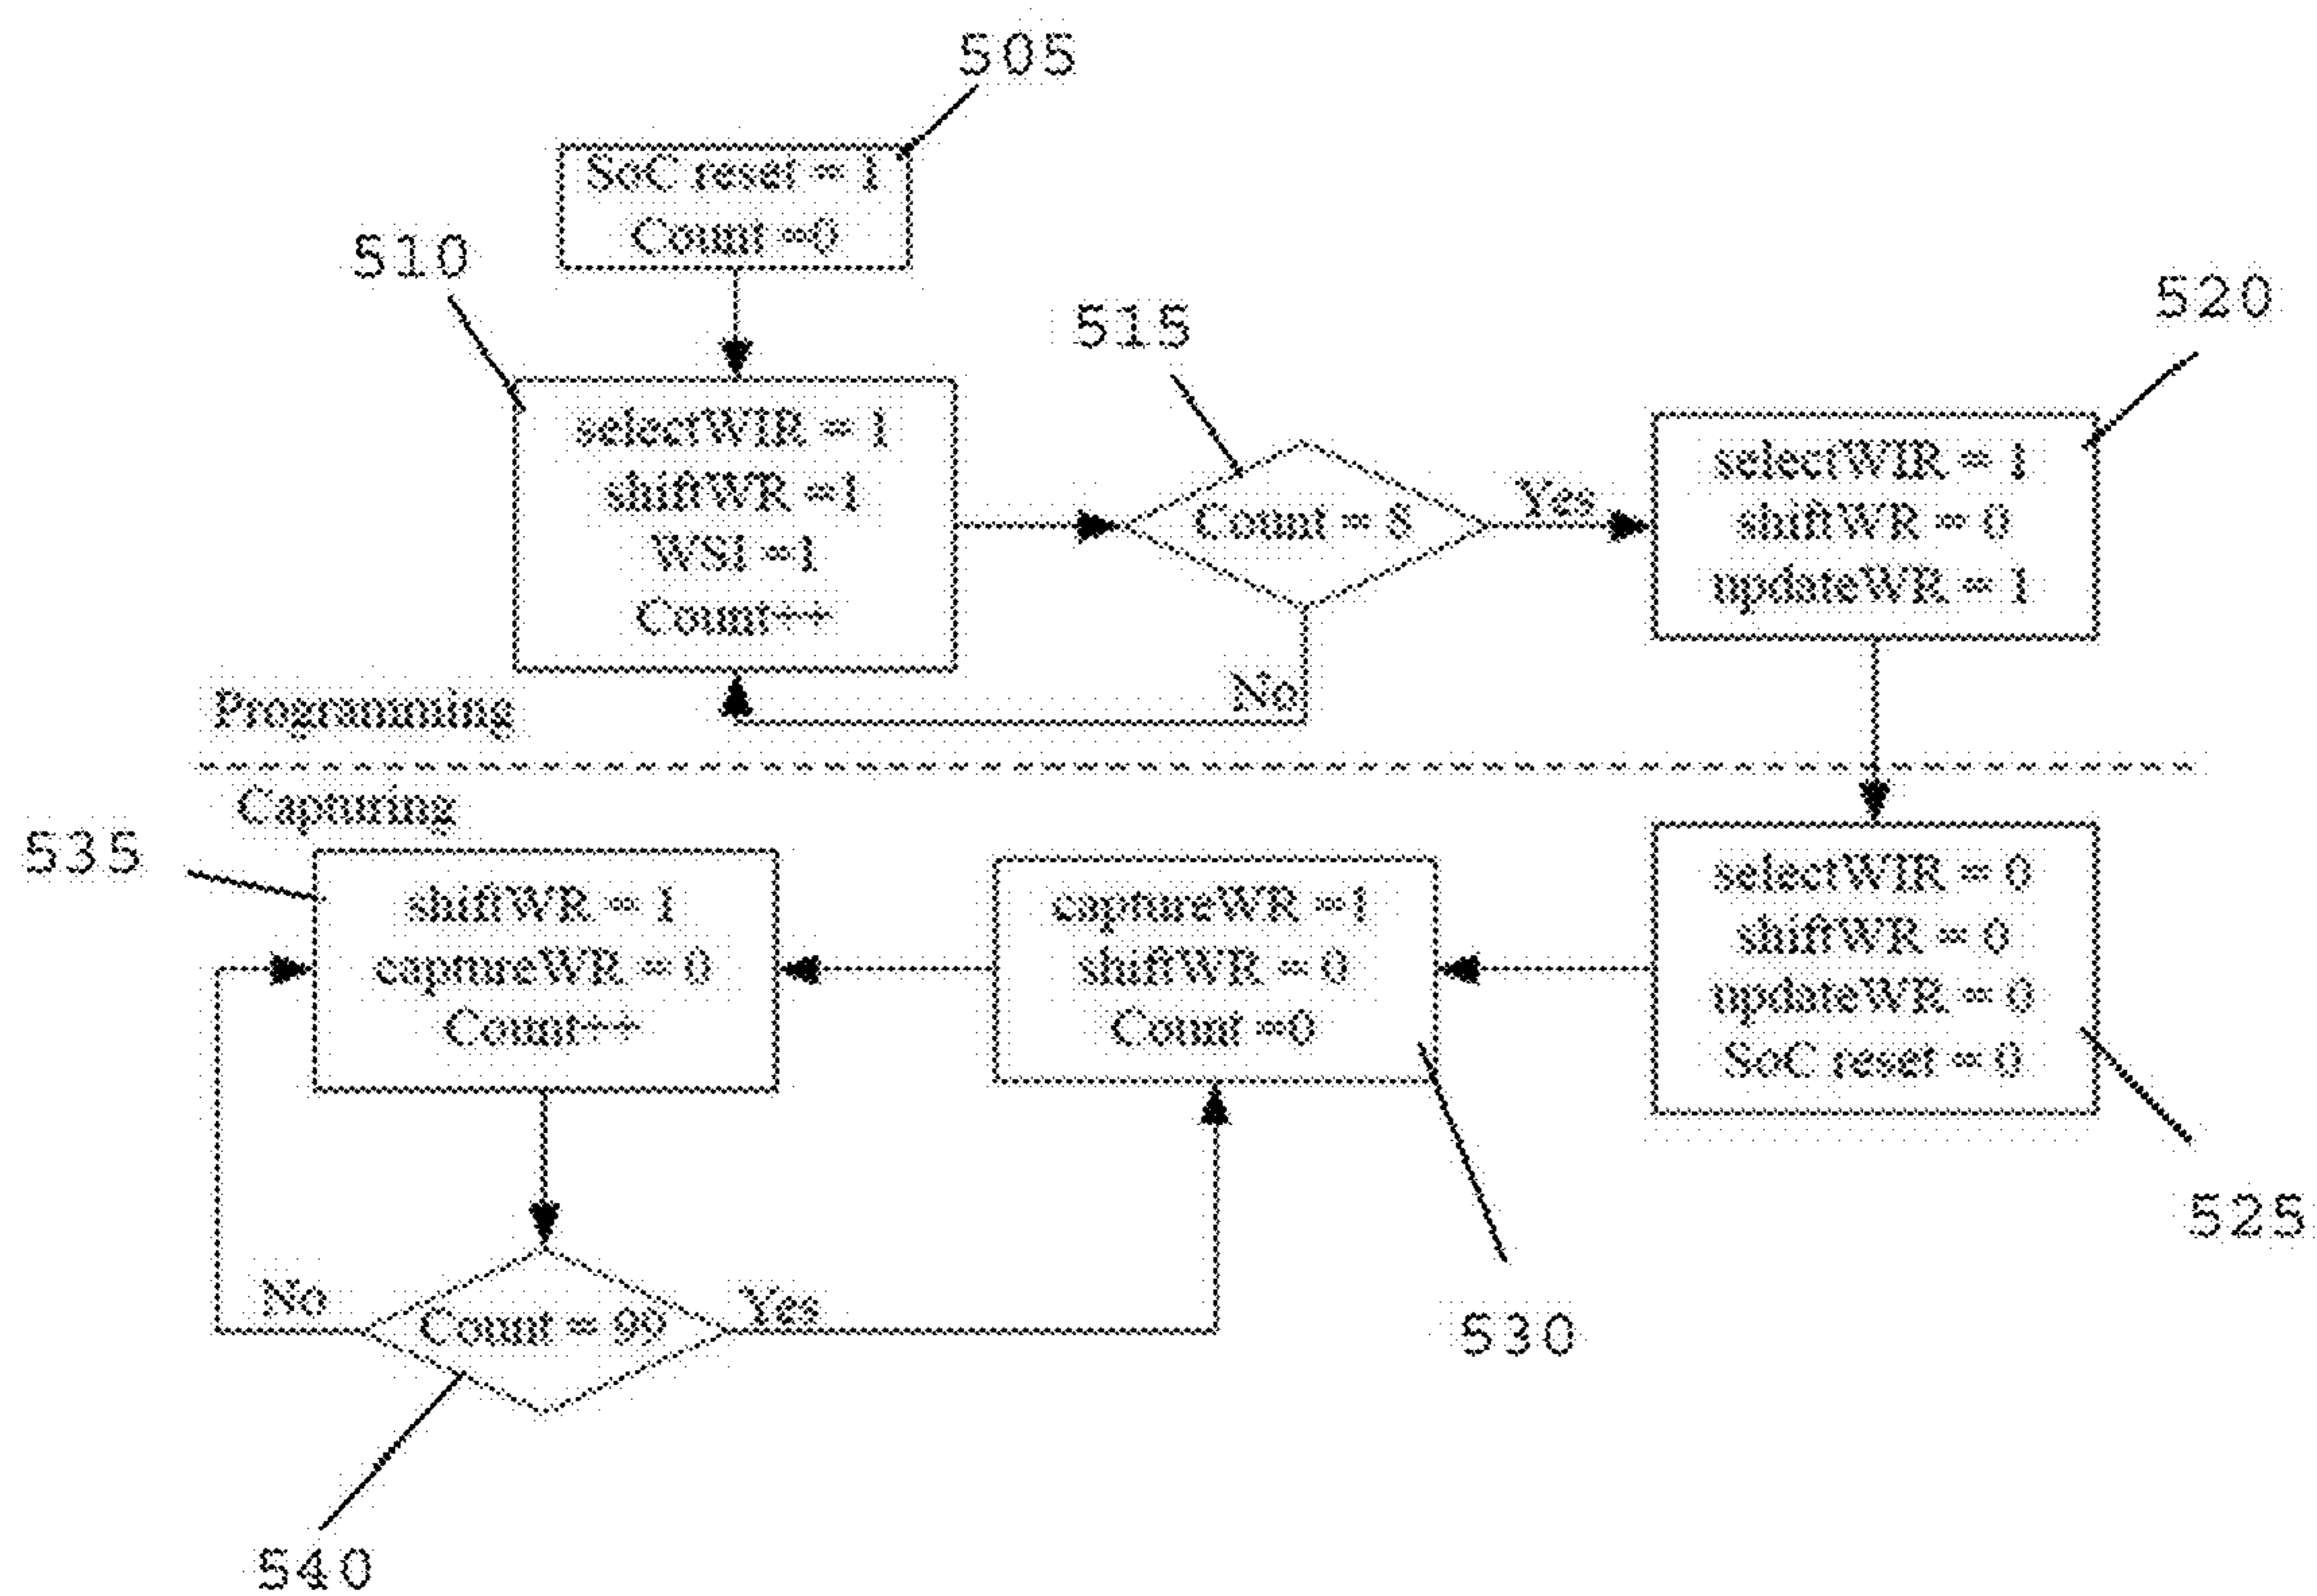 505
SoC reset = 1
Count =0
510
selectWIR = 1
shiftWR =1
WSI =1
Count++
515
Count = 8
Yes
No
520
selectWIR = 1
shiftWR = 0
updateWR = 1
Programming
Capturing
535
shiftWR = 1
captureWR = 0
Count++
captureWR =1
shiftWR = 0
Count =0
selectWIR = 0
shiftWR = 0
updateWR = 0
SoC reset = 0
525
No
Count = 99
Yes
530
540